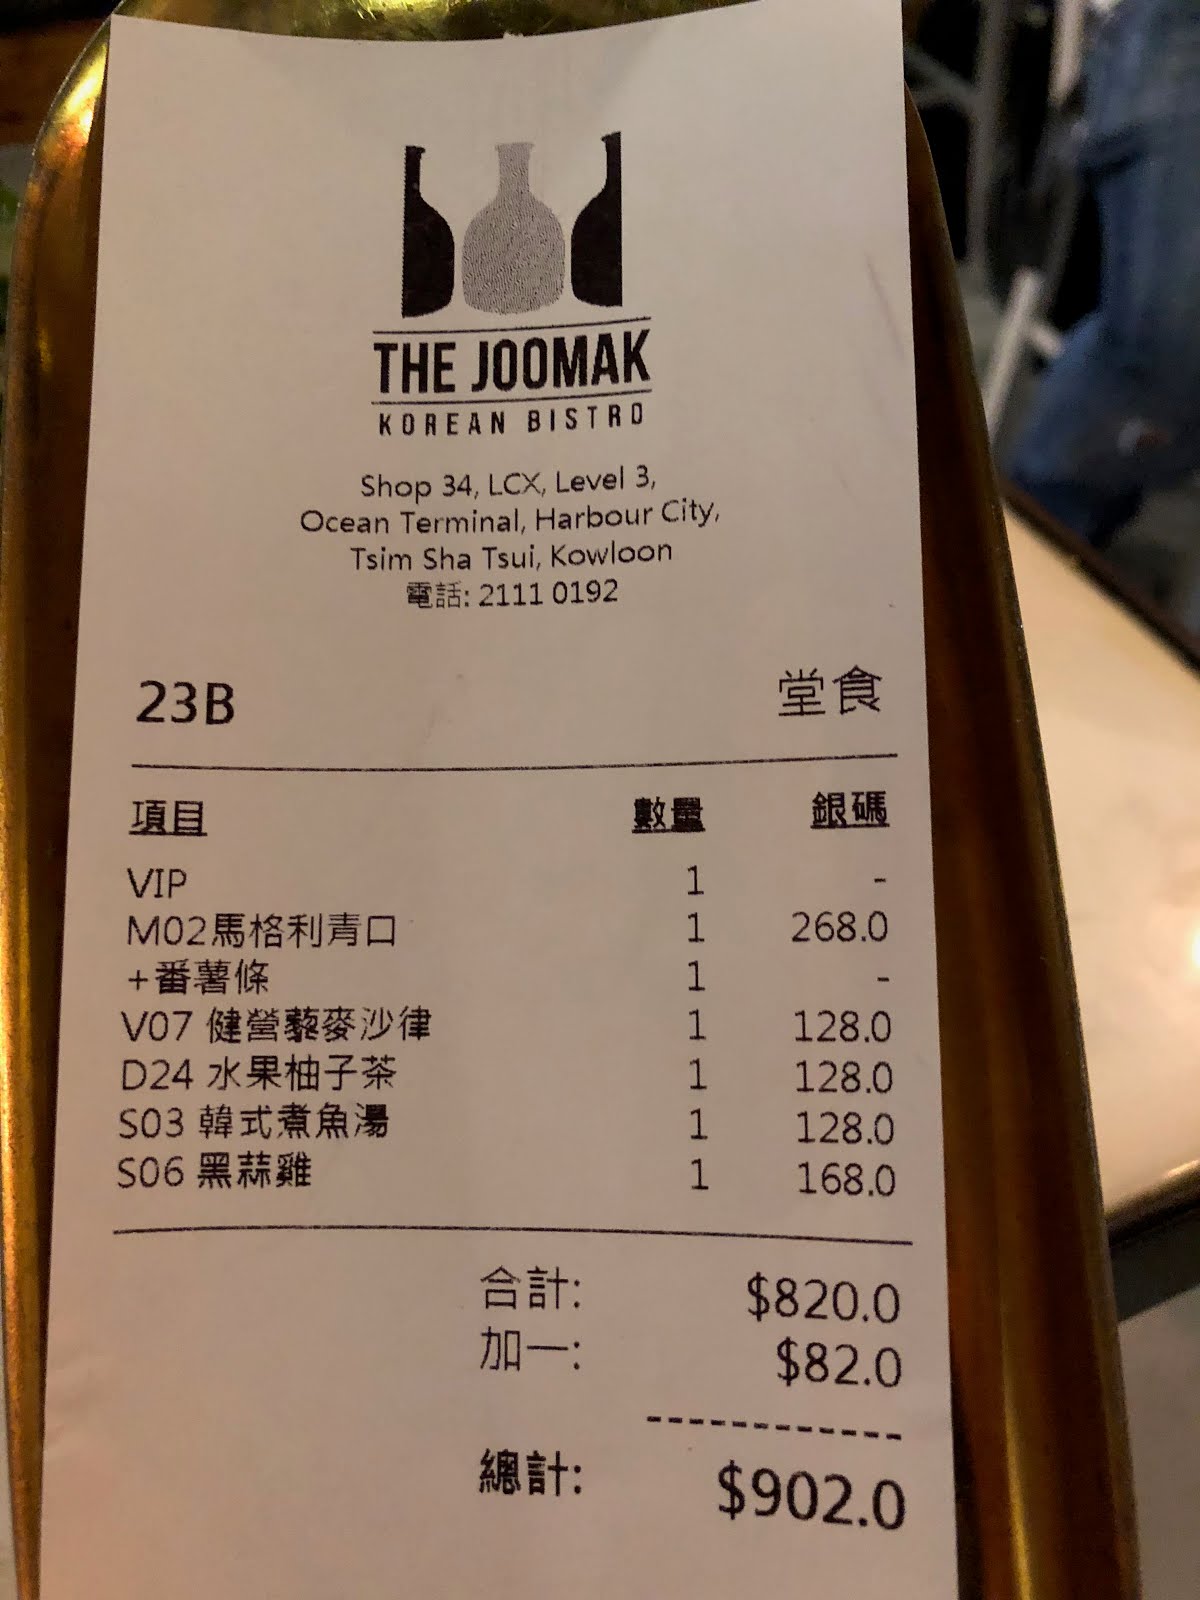 THE JOOMAK
KOREAN BISTRO
Shop 34, LCX, Level 3,
Ocean Terminal, Harbour City,
Tsim Sha Tsui, Kowloon
電話: 2111 0192
23B 堂食
項目 數量 銀碼
VIP 1 -
M02馬格利青口 1 268.0
+番薯條 1 -
V07 健營藜麥沙律 1 128.0
D24 水果柚子茶 1 128.0
S03 韓式煮魚湯 1 128.0
S06 黑蒜雞 1 168.0
合計: $820.0
加一: $82.0
------------
總計: $902.0